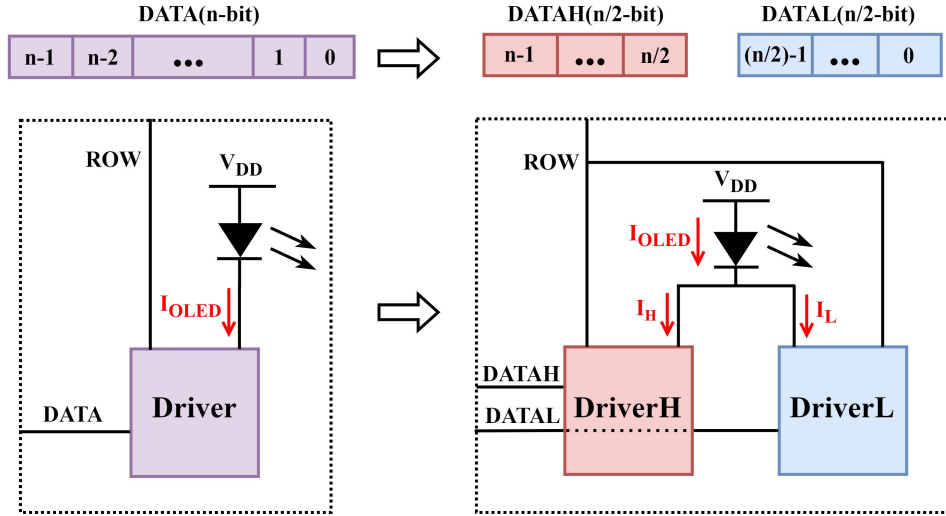 DATA(n-bit)
DATAH(n/2-bit)
DATAL(n/2-bit)
n-1 n-2 ... 1 0
n-1 ... n/2
(n/2)-1 ... 0
ROW
VDD
IOLED
DATA
Driver
ROW
VDD
IOLED
IH
IL
DATAH
DATAL
DriverH
DriverL